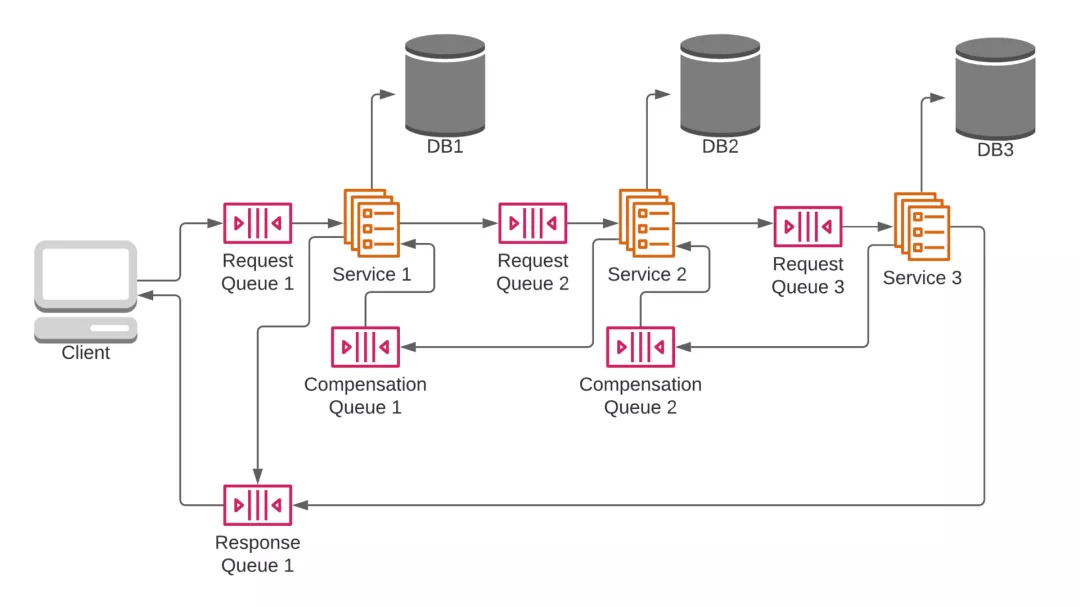 DB1
DB2
DB3
Request
Queue 1
Service 1
Request
Queue 2
Service 2
Request
Queue 3
Service 3
Client
Compensation
Queue 1
Compensation
Queue 2
Response
Queue 1